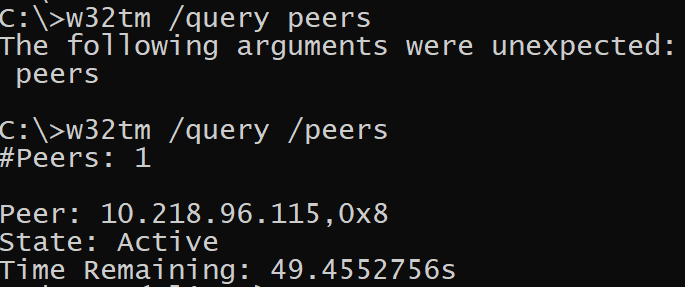 C:\>w32tm /query peers
The following arguments were unexpected:
 peers
C:\>w32tm /query /peers
#Peers: 1
Peer: 10.218.96.115,0x8
State: Active
Time Remaining: 49.4552756s